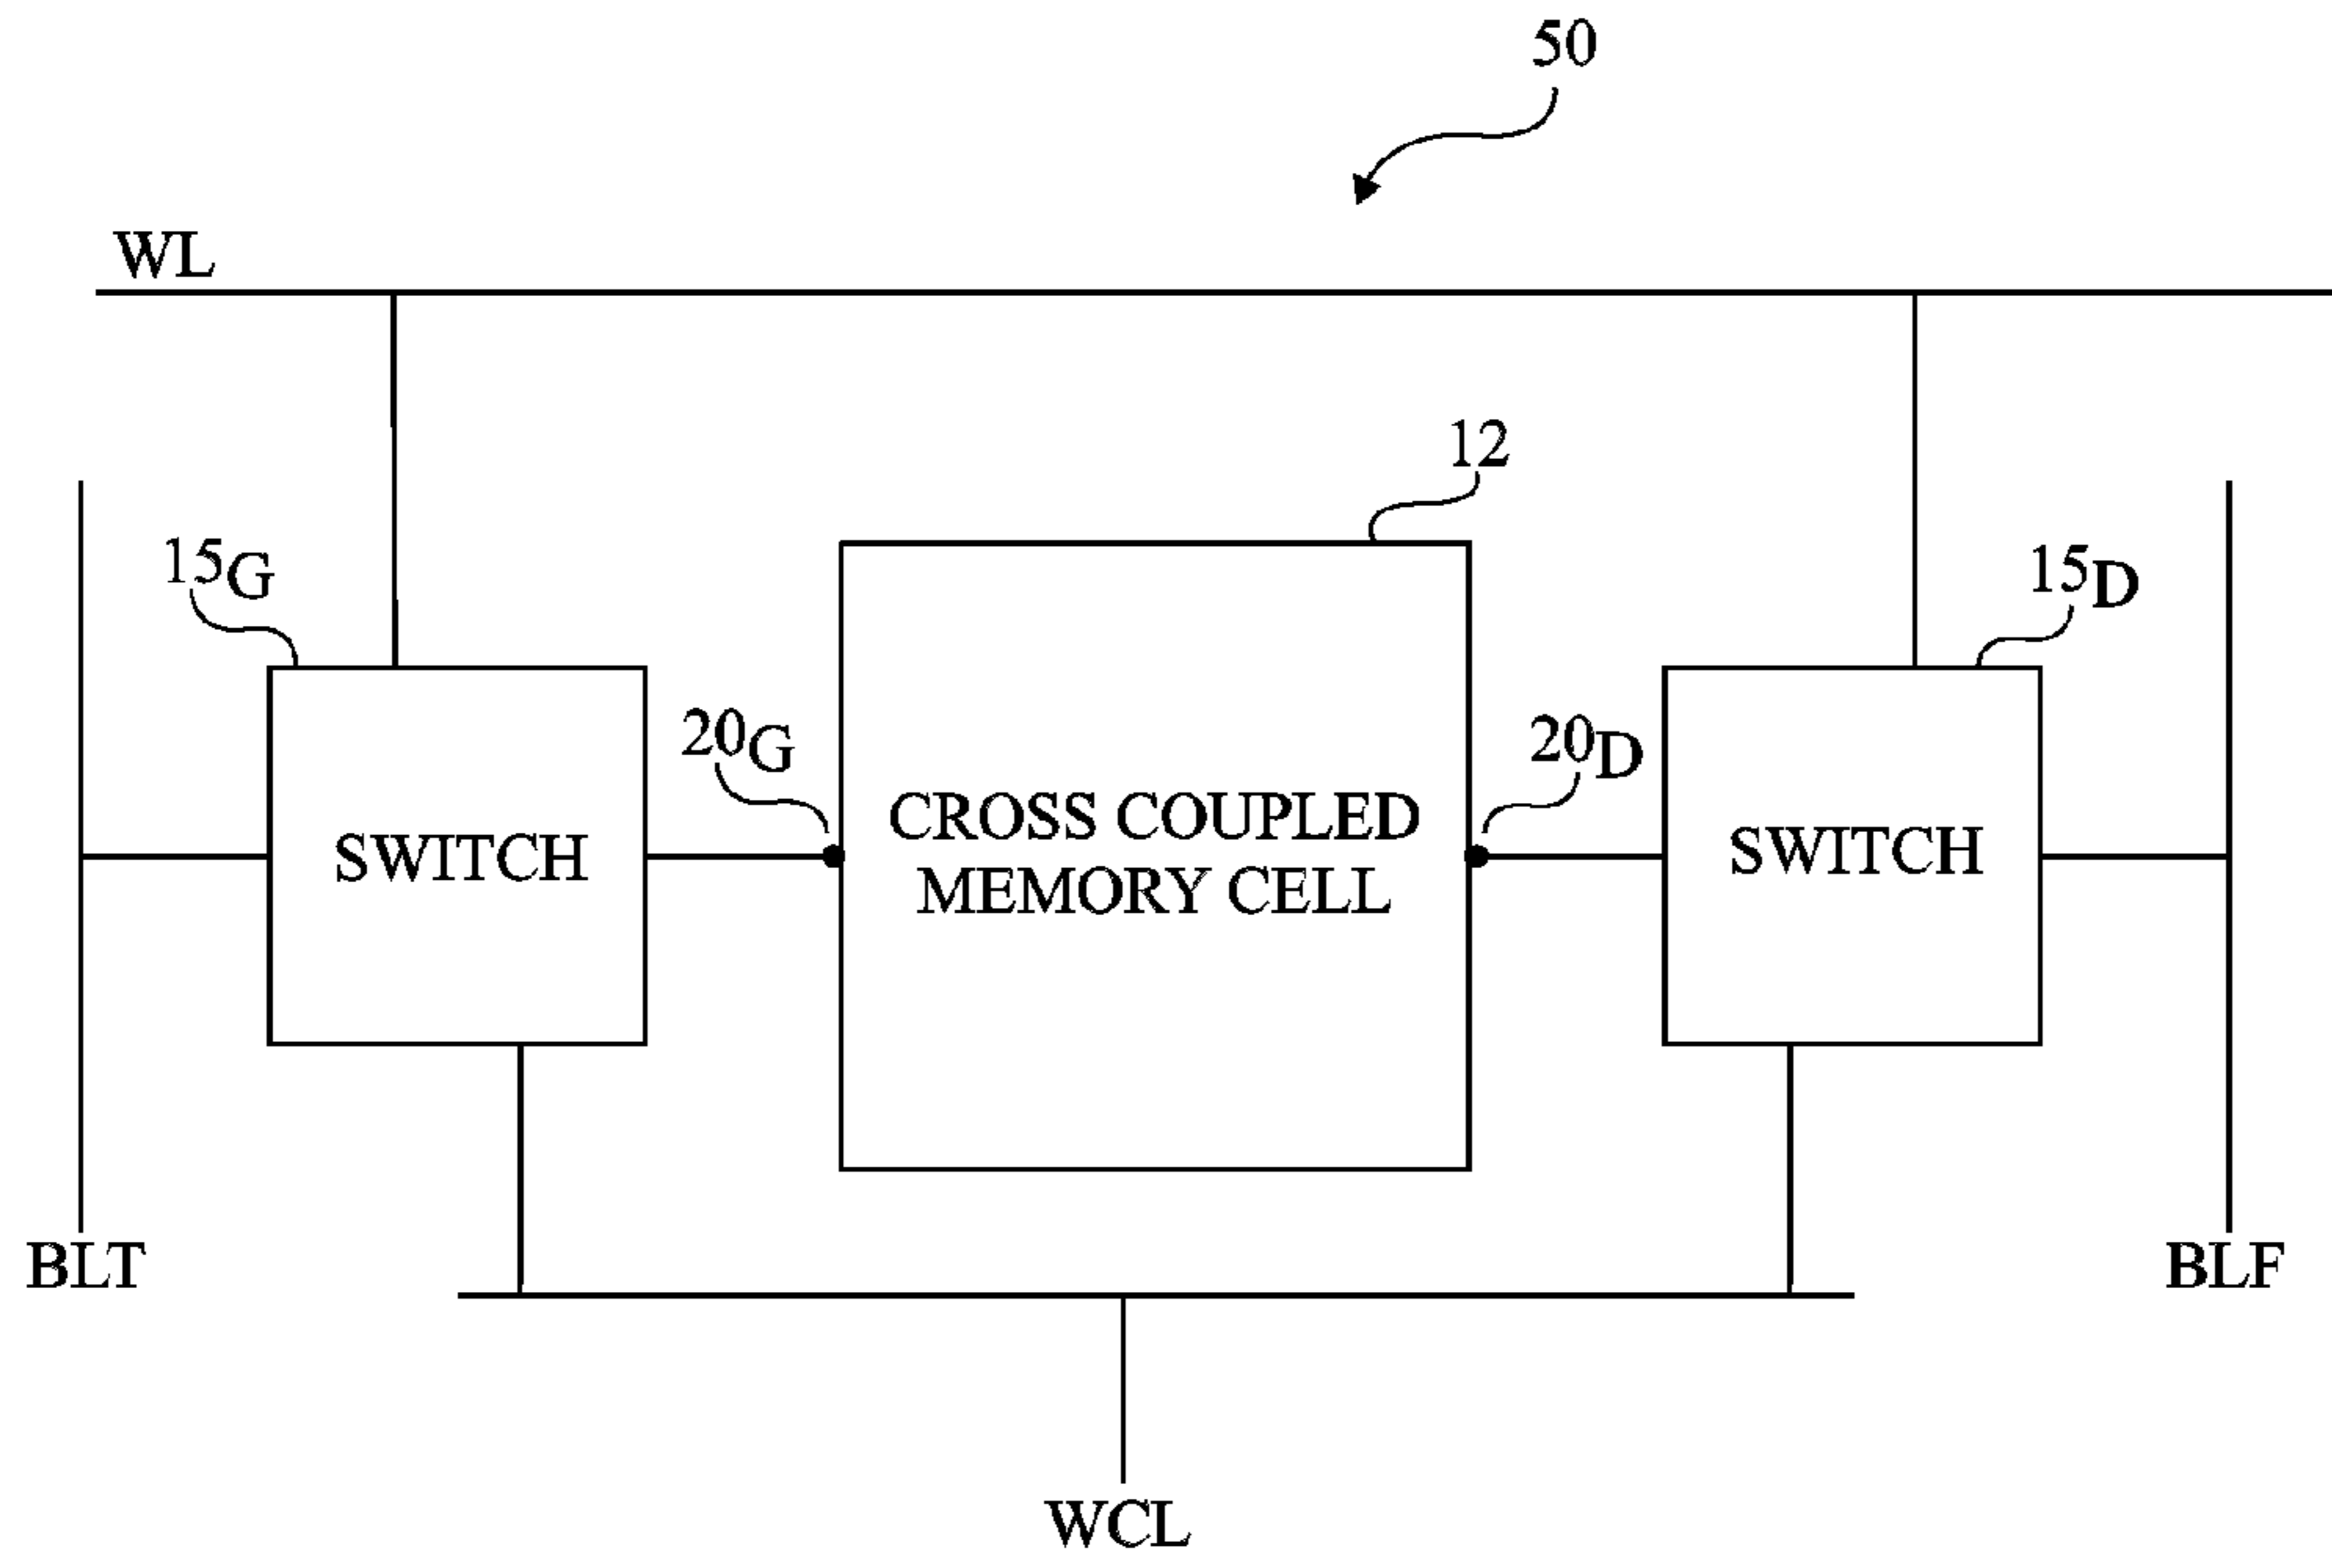 50
WL
12
15G
15D
20G
20D
CROSS COUPLED
MEMORY CELL
SWITCH
SWITCH
BLT
BLF
WCL